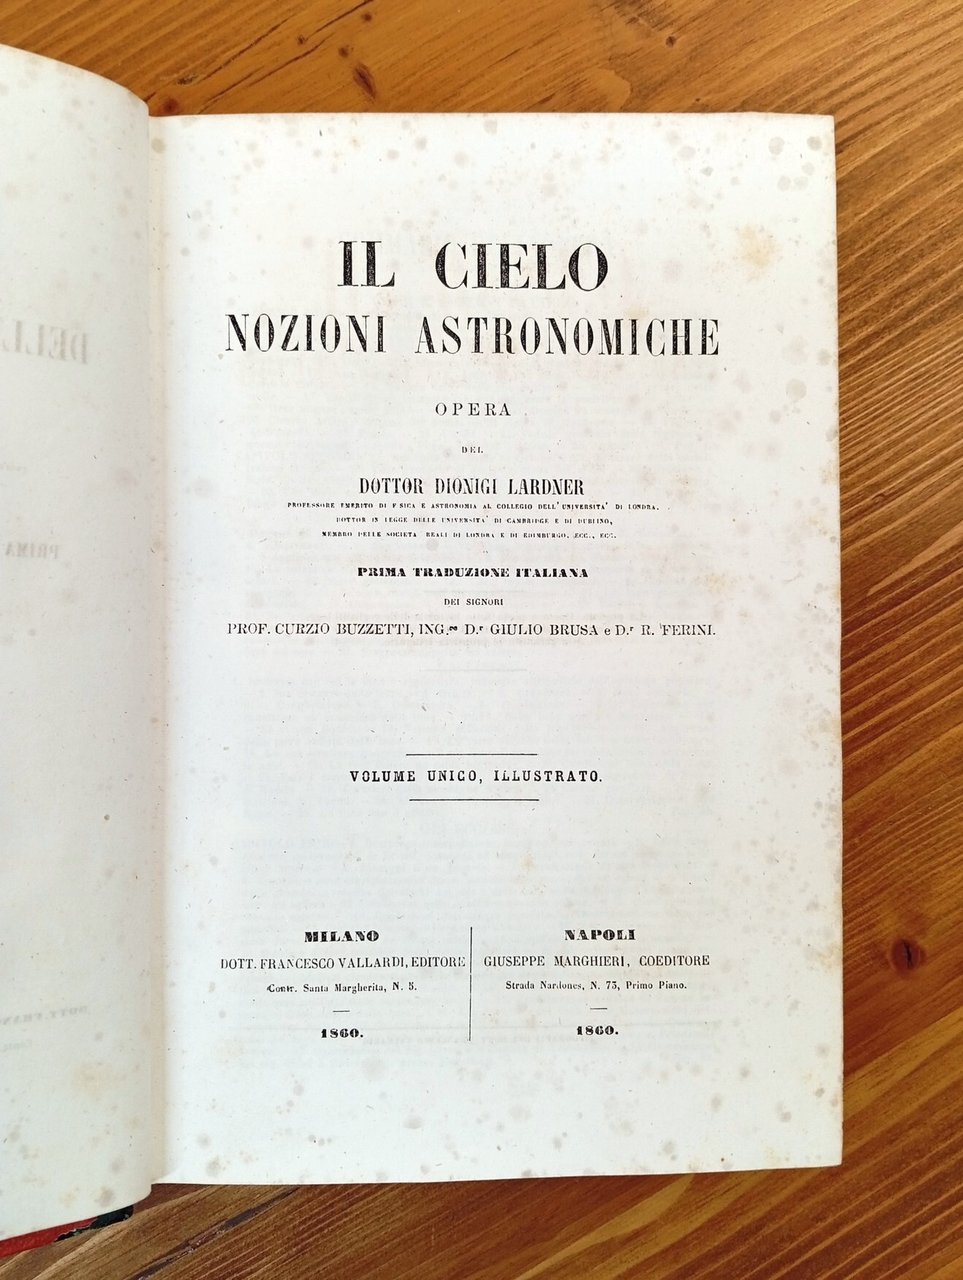 IL CIELO
NOZIONI ASTRONOMICHE
OPERA
DEL
DOTTOR DIONIGI LARDNER
PROFESSORE EMERITO DI FISICA E ASTRONOMIA AL COLLEGIO DELL' UNIVERSITA' DI LONDRA.
DOTTOR IN LEGGE DELLE UNIVERSITA' DI CAMBRIDGE E DI DUBLINO,
MEMBRO DELLE SOCIETA' REALI DI LONDRA E DI EDIMBURGO. ECC., ECC.
PRIMA TRADUZIONE ITALIANA
DEI SIGNORI
PROF. CURZIO BUZZETTI, ING.re D.r GIULIO BRUSA e D.r R. FERINI.
VOLUME UNICO, ILLUSTRATO.
MILANO
DOTT. FRANCESCO VALLARDI, EDITORE
Contr. Santa Margherita, N. 5.
1860.
NAPOLI
GIUSEPPE MARGHIERI, COEDITORE
Strada Nardones, N. 73, Primo Piano.
1860.